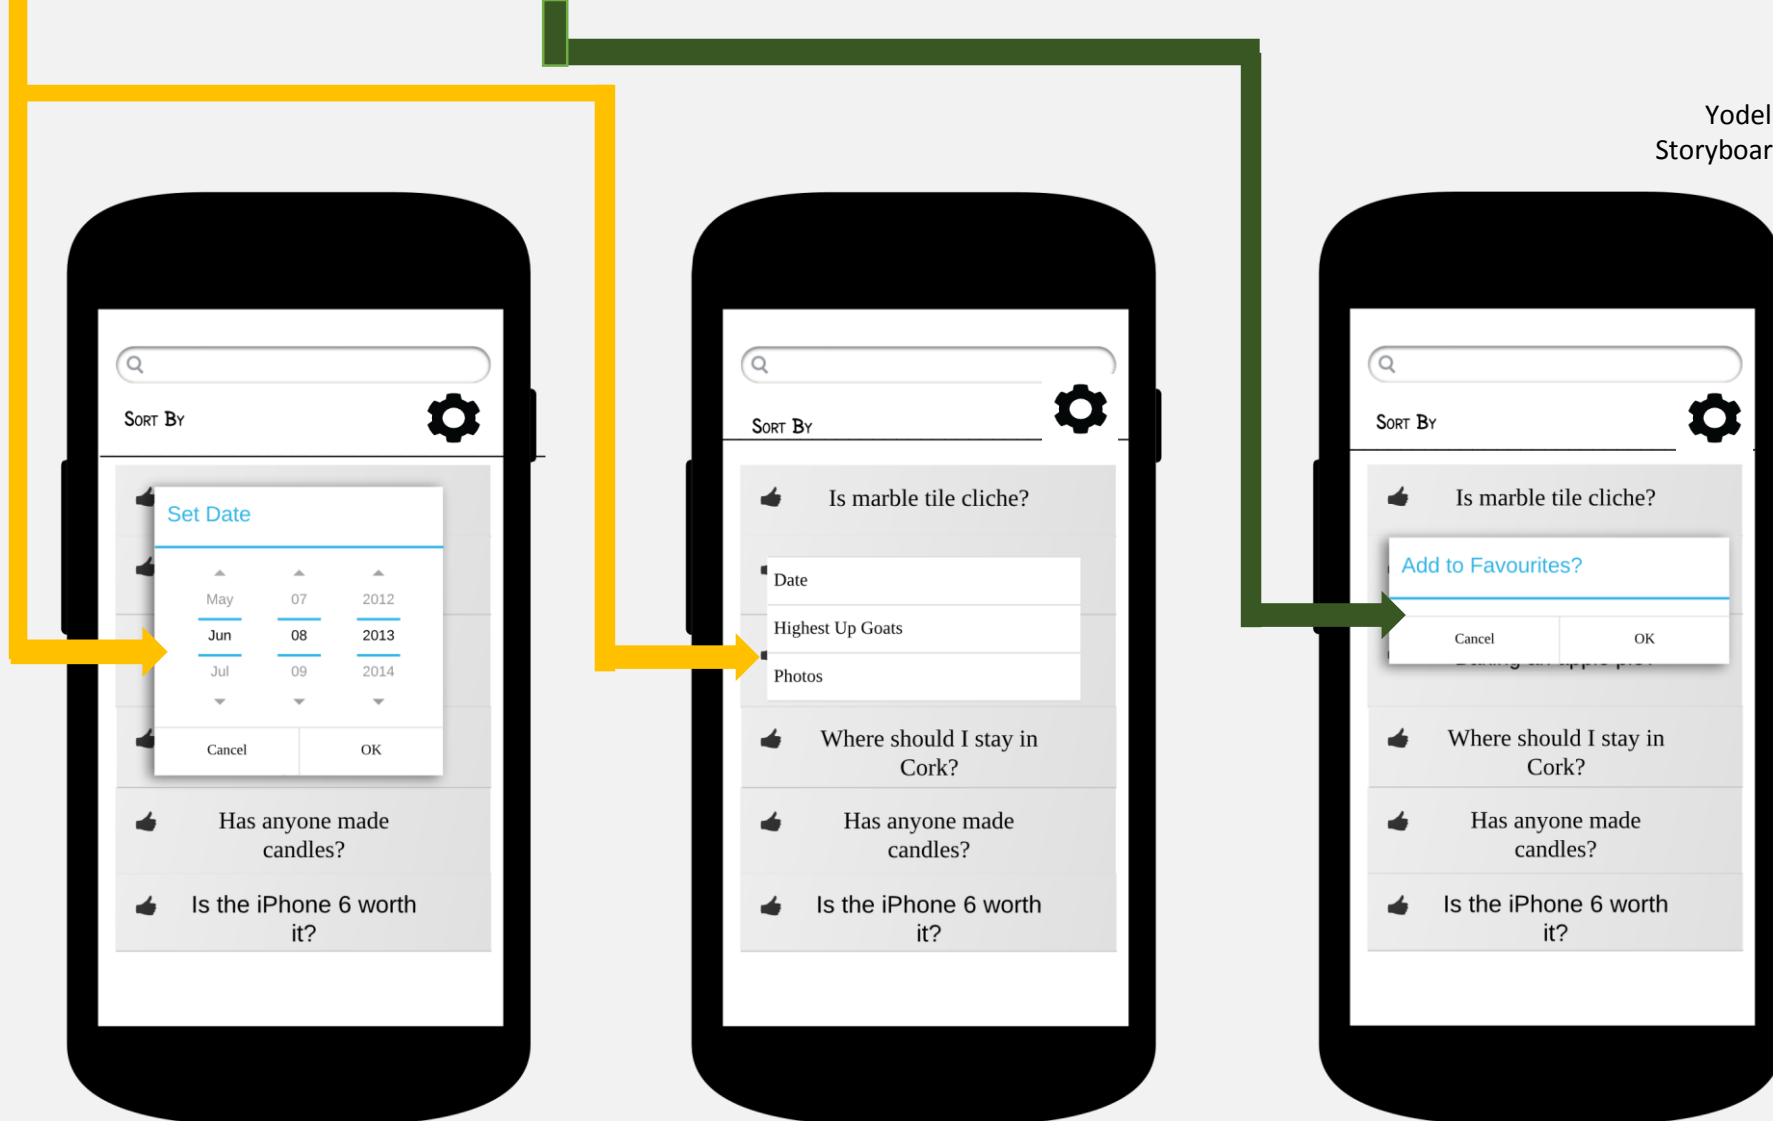 Yodel
Storyboar
Sort By
Set Date
May 07 2012
Jun 08 2013
Jul 09 2014
Cancel OK
Has anyone made
candles?
Is the iPhone 6 worth
it?
Sort By
Is marble tile cliche?
Date
Highest Up Goats
Photos
Where should I stay in
Cork?
Has anyone made
candles?
Is the iPhone 6 worth
it?
Sort By
Is marble tile cliche?
Add to Favourites?
Cancel OK
Baking an apple pie?
Where should I stay in
Cork?
Has anyone made
candles?
Is the iPhone 6 worth
it?